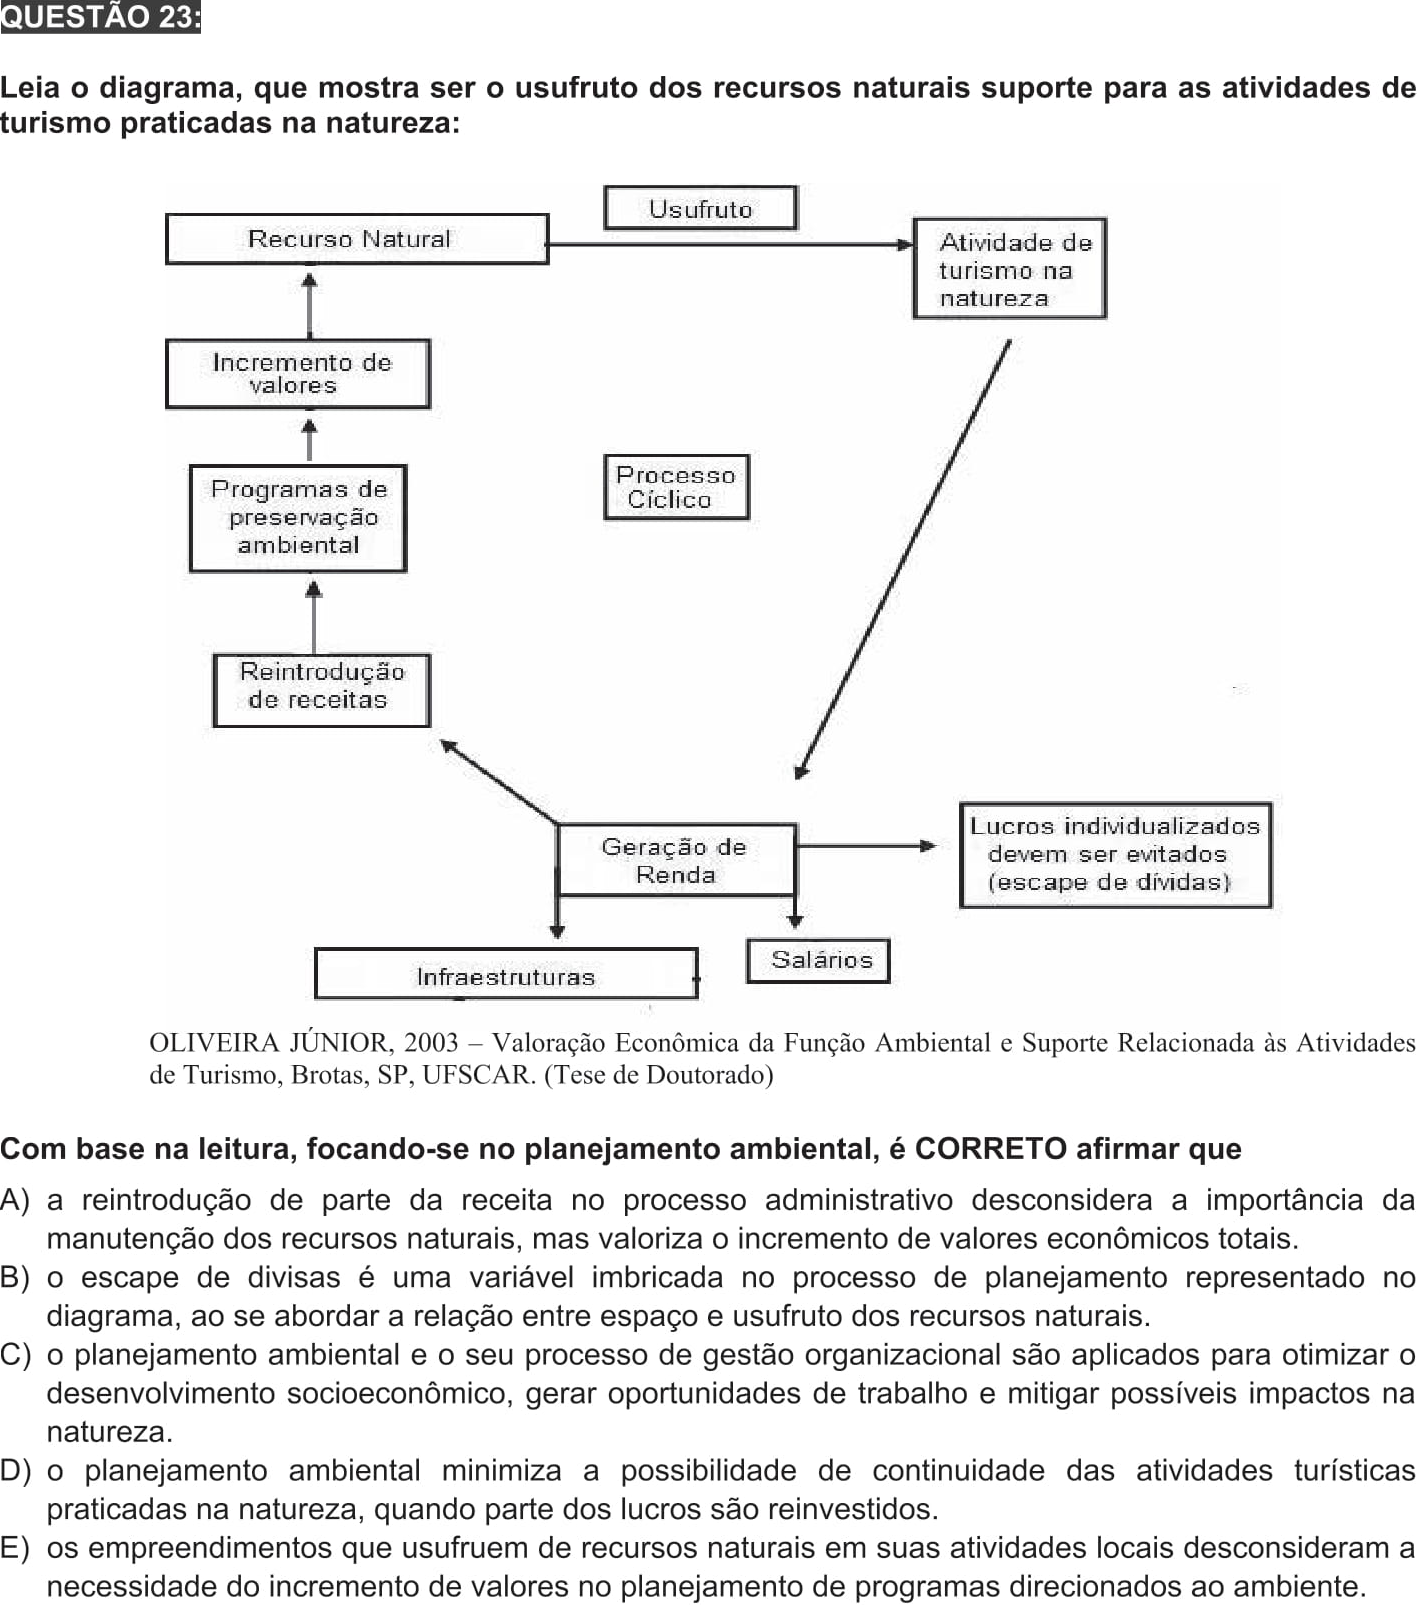 QUESTÃO 23:
Leia o diagrama, que mostra ser o usufruto dos recursos naturais suporte para as atividades de
turismo praticadas na natureza:
Usufruto
Recurso Natural
Atividade de
turismo na
natureza
Incremento de
valores
Processo
Cíclico
Programas de
preservação
ambiental
Reintrodução
de receitas
Lucros individualizados
devem ser evitados
(escape de dívidas)
Geração de
Renda
Salários
Infraestruturas
OLIVEIRA JÚNIOR, 2003 – Valoração Econômica da Função Ambiental e Suporte Relacionada às Atividades
de Turismo, Brotas, SP, UFSCAR. (Tese de Doutorado)
Com base na leitura, focando-se no planejamento ambiental, é CORRETO afirmar que
A) a reintrodução de parte da receita no processo administrativo desconsidera a importância da
manutenção dos recursos naturais, mas valoriza o incremento de valores econômicos totais.
B) o escape de divisas é uma variável imbricada no processo de planejamento representado no
diagrama, ao se abordar a relação entre espaço e usufruto dos recursos naturais.
C) o planejamento ambiental e o seu processo de gestão organizacional são aplicados para otimizar o
desenvolvimento socioeconômico, gerar oportunidades de trabalho e mitigar possíveis impactos na
natureza.
D) o planejamento ambiental minimiza a possibilidade de continuidade das atividades turísticas
praticadas na natureza, quando parte dos lucros são reinvestidos.
E) os empreendimentos que usufruem de recursos naturais em suas atividades locais desconsideram a
necessidade do incremento de valores no planejamento de programas direcionados ao ambiente.